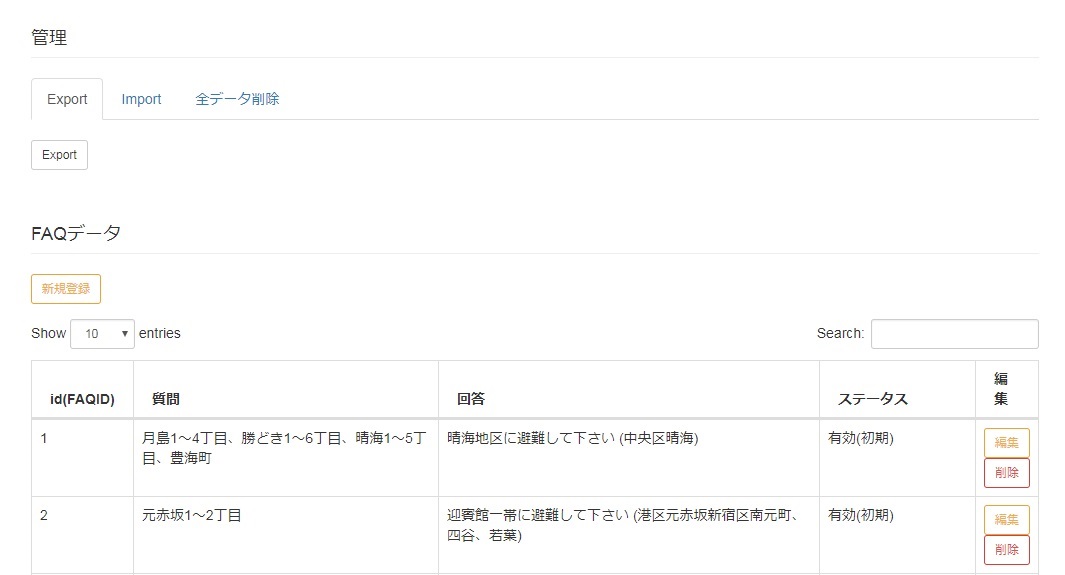 管理
Export Import 全データ削除
Export
FAQデータ
新規登録
Show 10 entries Search:
id(FAQID) 質問 回答 ステータス 編
集
1 月島1～4丁目、勝どき1～6丁目、晴海1～5丁 晴海地区に避難して下さい (中央区晴海) 有効(初期) 編集
目、豊海町 削除
2 元赤坂1～2丁目 迎賓館一帯に避難して下さい (港区元赤坂新宿区南元町、 有効(初期) 編集
四谷、若葉) 削除